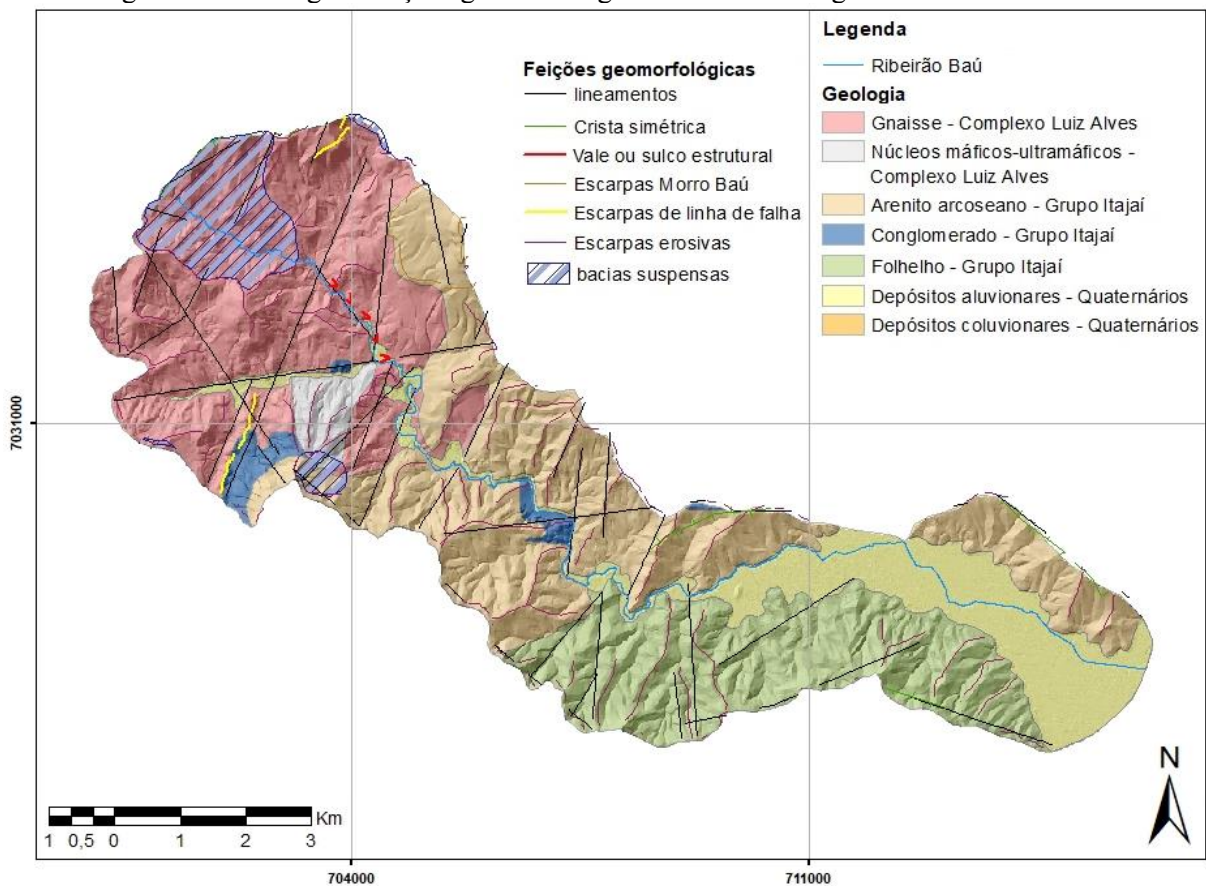 Feições geomorfológicas
lineamentos
Crista simétrica
Vale ou sulco estrutural
Escarpas Morro Baú
Escarpas de linha de falha
Escarpas erosivas
bacias suspensas
Legenda
Ribeirão Baú
Geologia
Gnaisse - Complexo Luiz Alves
Núcleos máficos-ultramáficos -
Complexo Luiz Alves
Arenito arcoseano - Grupo Itajaí
Conglomerado - Grupo Itajaí
Folhelho - Grupo Itajaí
Depósitos aluvionares - Quaternários
Depósitos coluvionares - Quaternários
7031000
N
Km
1 0,5 0 1 2 3
704000
711000